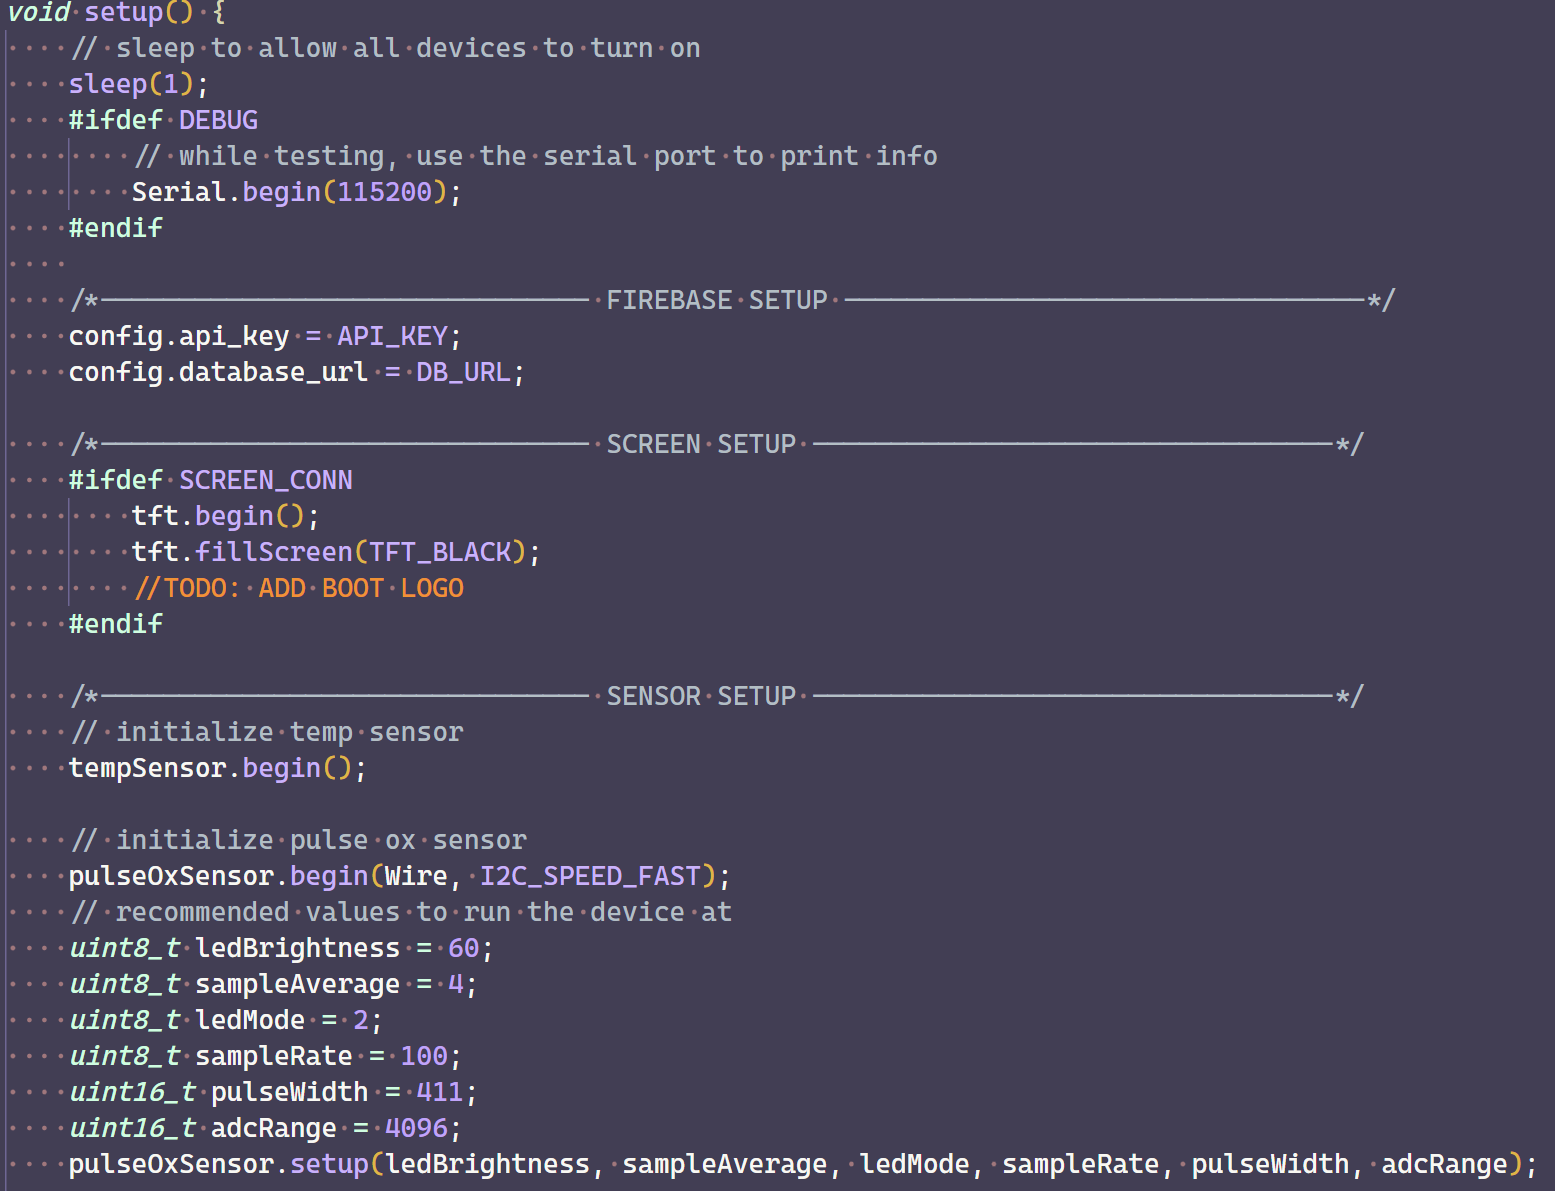 void setup() {
    // sleep to allow all devices to turn on
    sleep(1);
    #ifdef DEBUG
        // while testing, use the serial port to print info
        Serial.begin(115200);
    #endif
    
    /*--------------------------------- FIREBASE SETUP ---------------------------------*/
    config.api_key = API_KEY;
    config.database_url = DB_URL;

    /*--------------------------------- SCREEN SETUP ---------------------------------*/
    #ifdef SCREEN_CONN
        tft.begin();
        tft.fillScreen(TFT_BLACK);
        //TODO: ADD BOOT LOGO
    #endif

    /*--------------------------------- SENSOR SETUP ---------------------------------*/
    // initialize temp sensor
    tempSensor.begin();

    // initialize pulse ox sensor
    pulseOxSensor.begin(Wire, I2C_SPEED_FAST);
    // recommended values to run the device at
    uint8_t ledBrightness = 60;
    uint8_t sampleAverage = 4;
    uint8_t ledMode = 2;
    uint8_t sampleRate = 100;
    uint16_t pulseWidth = 411;
    uint16_t adcRange = 4096;
    pulseOxSensor.setup(ledBrightness, sampleAverage, ledMode, sampleRate, pulseWidth, adcRange);